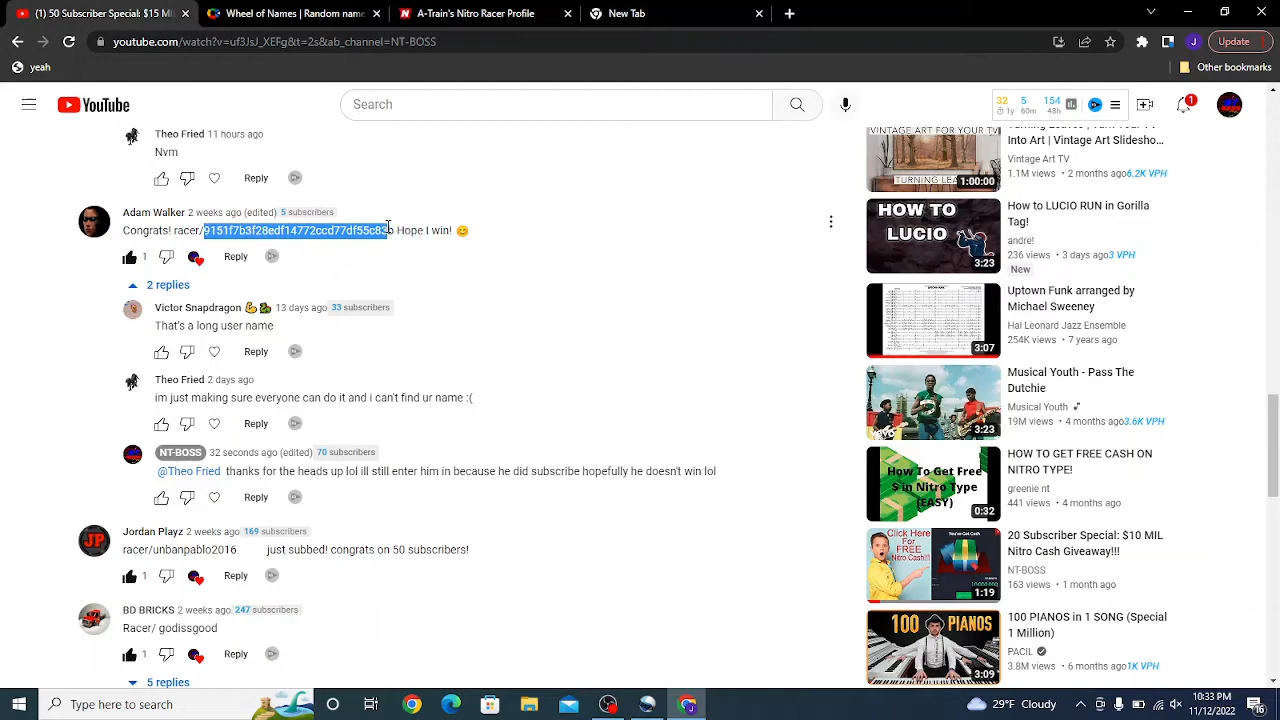 (1) 50 Subscriber Special: $15 MI
Wheel of Names | Random name
A-Train's Nitro Racer Profile
New Tab
youtube.com/watch?v=uf3JsJ_XEFg&t=2s&ab_channel=NT-BOSS
J
Update
yeah
Other bookmarks
YouTube
Search
32 5 154
1y 60m 48h
1
Theo Fried 11 hours ago
Nvm
Reply
Adam Walker 2 weeks ago (edited) 5 subscribers
Congrats! racer/9151f7b3f28edf14772ccd77df55c83b Hope I win! 😊
1 Reply
2 replies
Victor Snapdragon 13 days ago 33 subscribers
That's a long user name
Reply
Theo Fried 2 days ago
im just making sure everyone can do it and i can't find ur name :(
Reply
NT-BOSS 32 seconds ago (edited) 70 subscribers
@Theo Fried thanks for the heads up lol ill still enter him in because he did subscribe hopefully he doesn't win lol
Reply
JP
Jordan Playz 2 weeks ago 169 subscribers
racer/unbanpablo2016 just subbed! congrats on 50 subscribers!
1 Reply
BD BRICKS 2 weeks ago 247 subscribers
Racer/ godissgood
1 Reply
5 replies
VINTAGE ART FOR YOUR TV
TURNING LEA
1:00:00
Into Art | Vintage Art Slidesho...
Vintage Art TV
1.1M views • 2 months ago 6.2K VPH
HOW TO
LUCIO
3:23
How to LUCIO RUN in Gorilla
Tag!
andre!
236 views • 3 days ago 3 VPH
New
3:07
Uptown Funk arranged by
Michael Sweeney
Hal Leonard Jazz Ensemble
254K views • 7 years ago
3:23
Musical Youth - Pass The
Dutchie
Musical Youth
19M views • 4 months ago 3.6K VPH
How To Get Free
$ in Nitro Type
(EASY)
0:32
HOW TO GET FREE CASH ON
NITRO TYPE!
greenie nt
441 views • 4 months ago
Click Here
For
FREE
Nitro Cash!!
You've Got Cash
1:19
20 Subscriber Special: $10 MIL
Nitro Cash Giveaway!!!
NT-BOSS
163 views • 1 month ago
100 PIANOS
3:09
100 PIANOS in 1 SONG (Special
1 Million)
PACIL
3.8M views • 6 months ago 1K VPH
Type here to search
29°F Cloudy
10:33 PM
11/12/2022
6